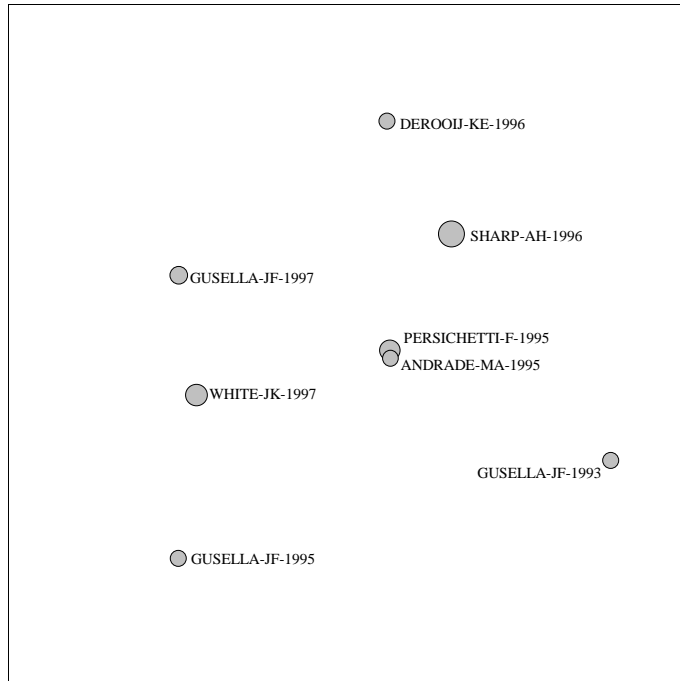 DEROOIJ-KE-1996
SHARP-AH-1996
GUSELLA-JF-1997
PERSICHETTI-F-1995
ANDRADE-MA-1995
WHITE-JK-1997
GUSELLA-JF-1993
GUSELLA-JF-1995